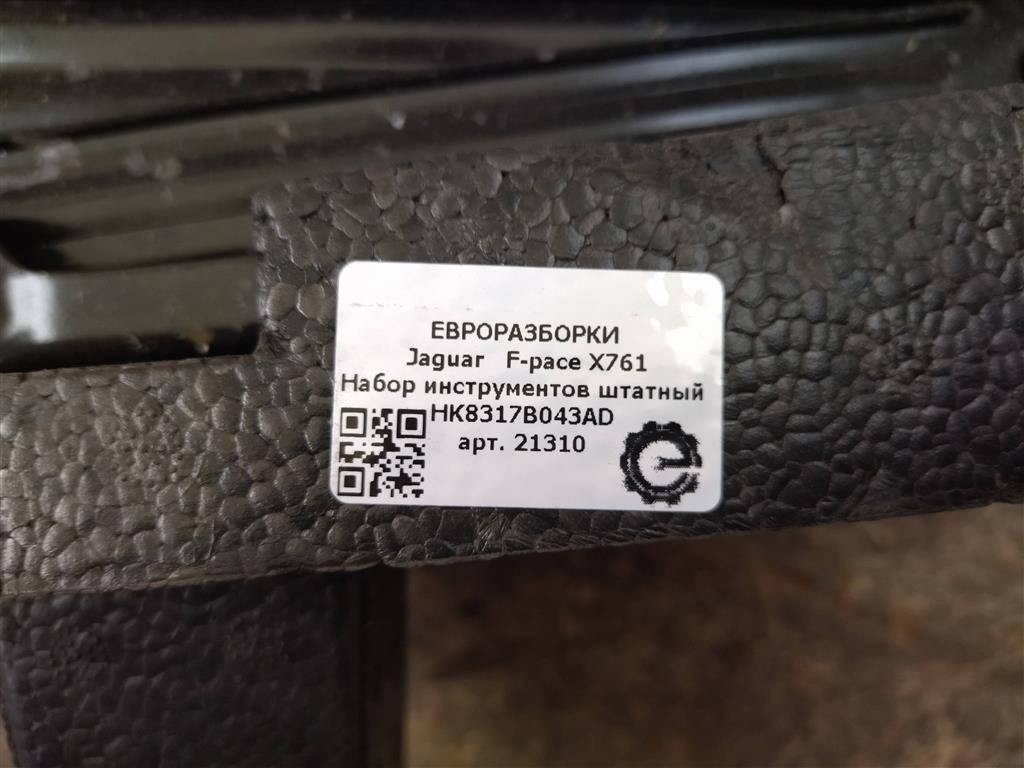 ЕВРОРАЗБОРКИ
Jaguar F-pace X761
Набор инструментов штатный
HK8317B043AD
арт. 21310